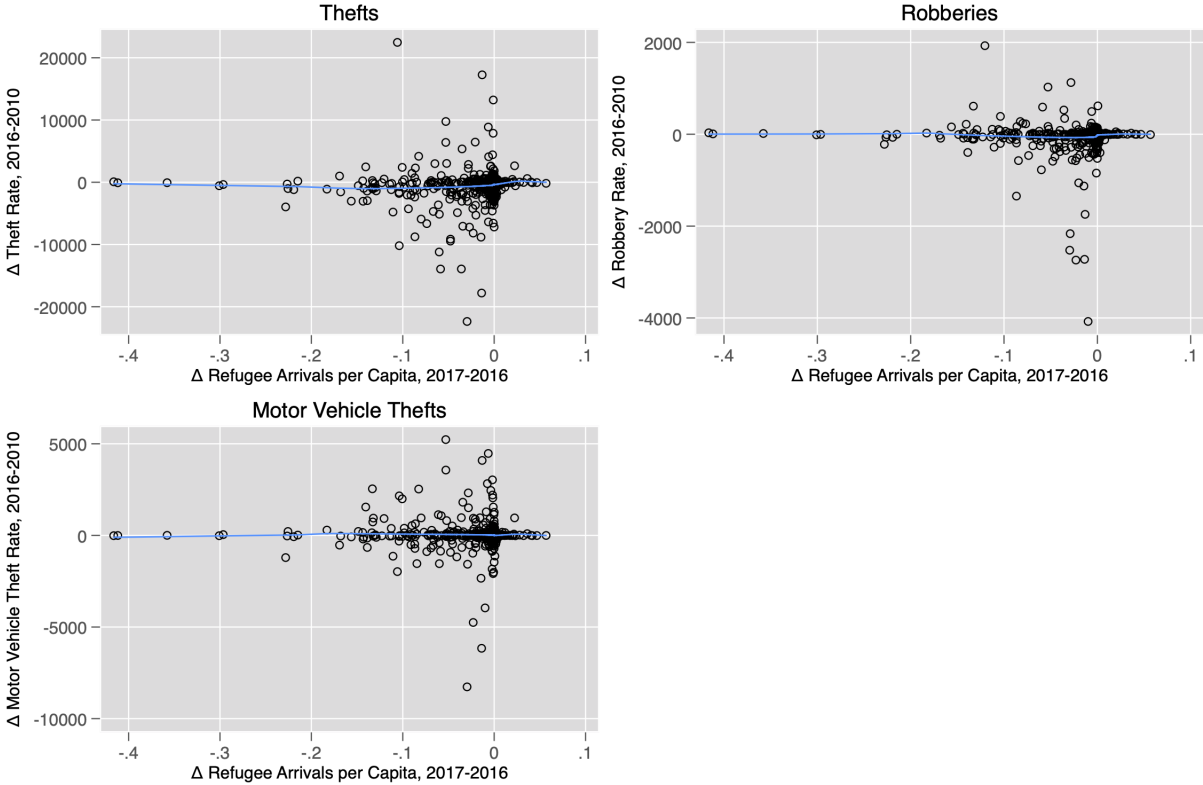 Thefts
Δ Theft Rate, 2016-2010
20000
10000
0
-10000
-20000
-.4 -.3 -.2 -.1 0 .1
Δ Refugee Arrivals per Capita, 2017-2016
Robberies
Δ Robbery Rate, 2016-2010
2000
0
-2000
-4000
-.4 -.3 -.2 -.1 0 .1
Δ Refugee Arrivals per Capita, 2017-2016
Motor Vehicle Thefts
Δ Motor Vehicle Theft Rate, 2016-2010
5000
0
-5000
-10000
-.4 -.3 -.2 -.1 0 .1
Δ Refugee Arrivals per Capita, 2017-2016